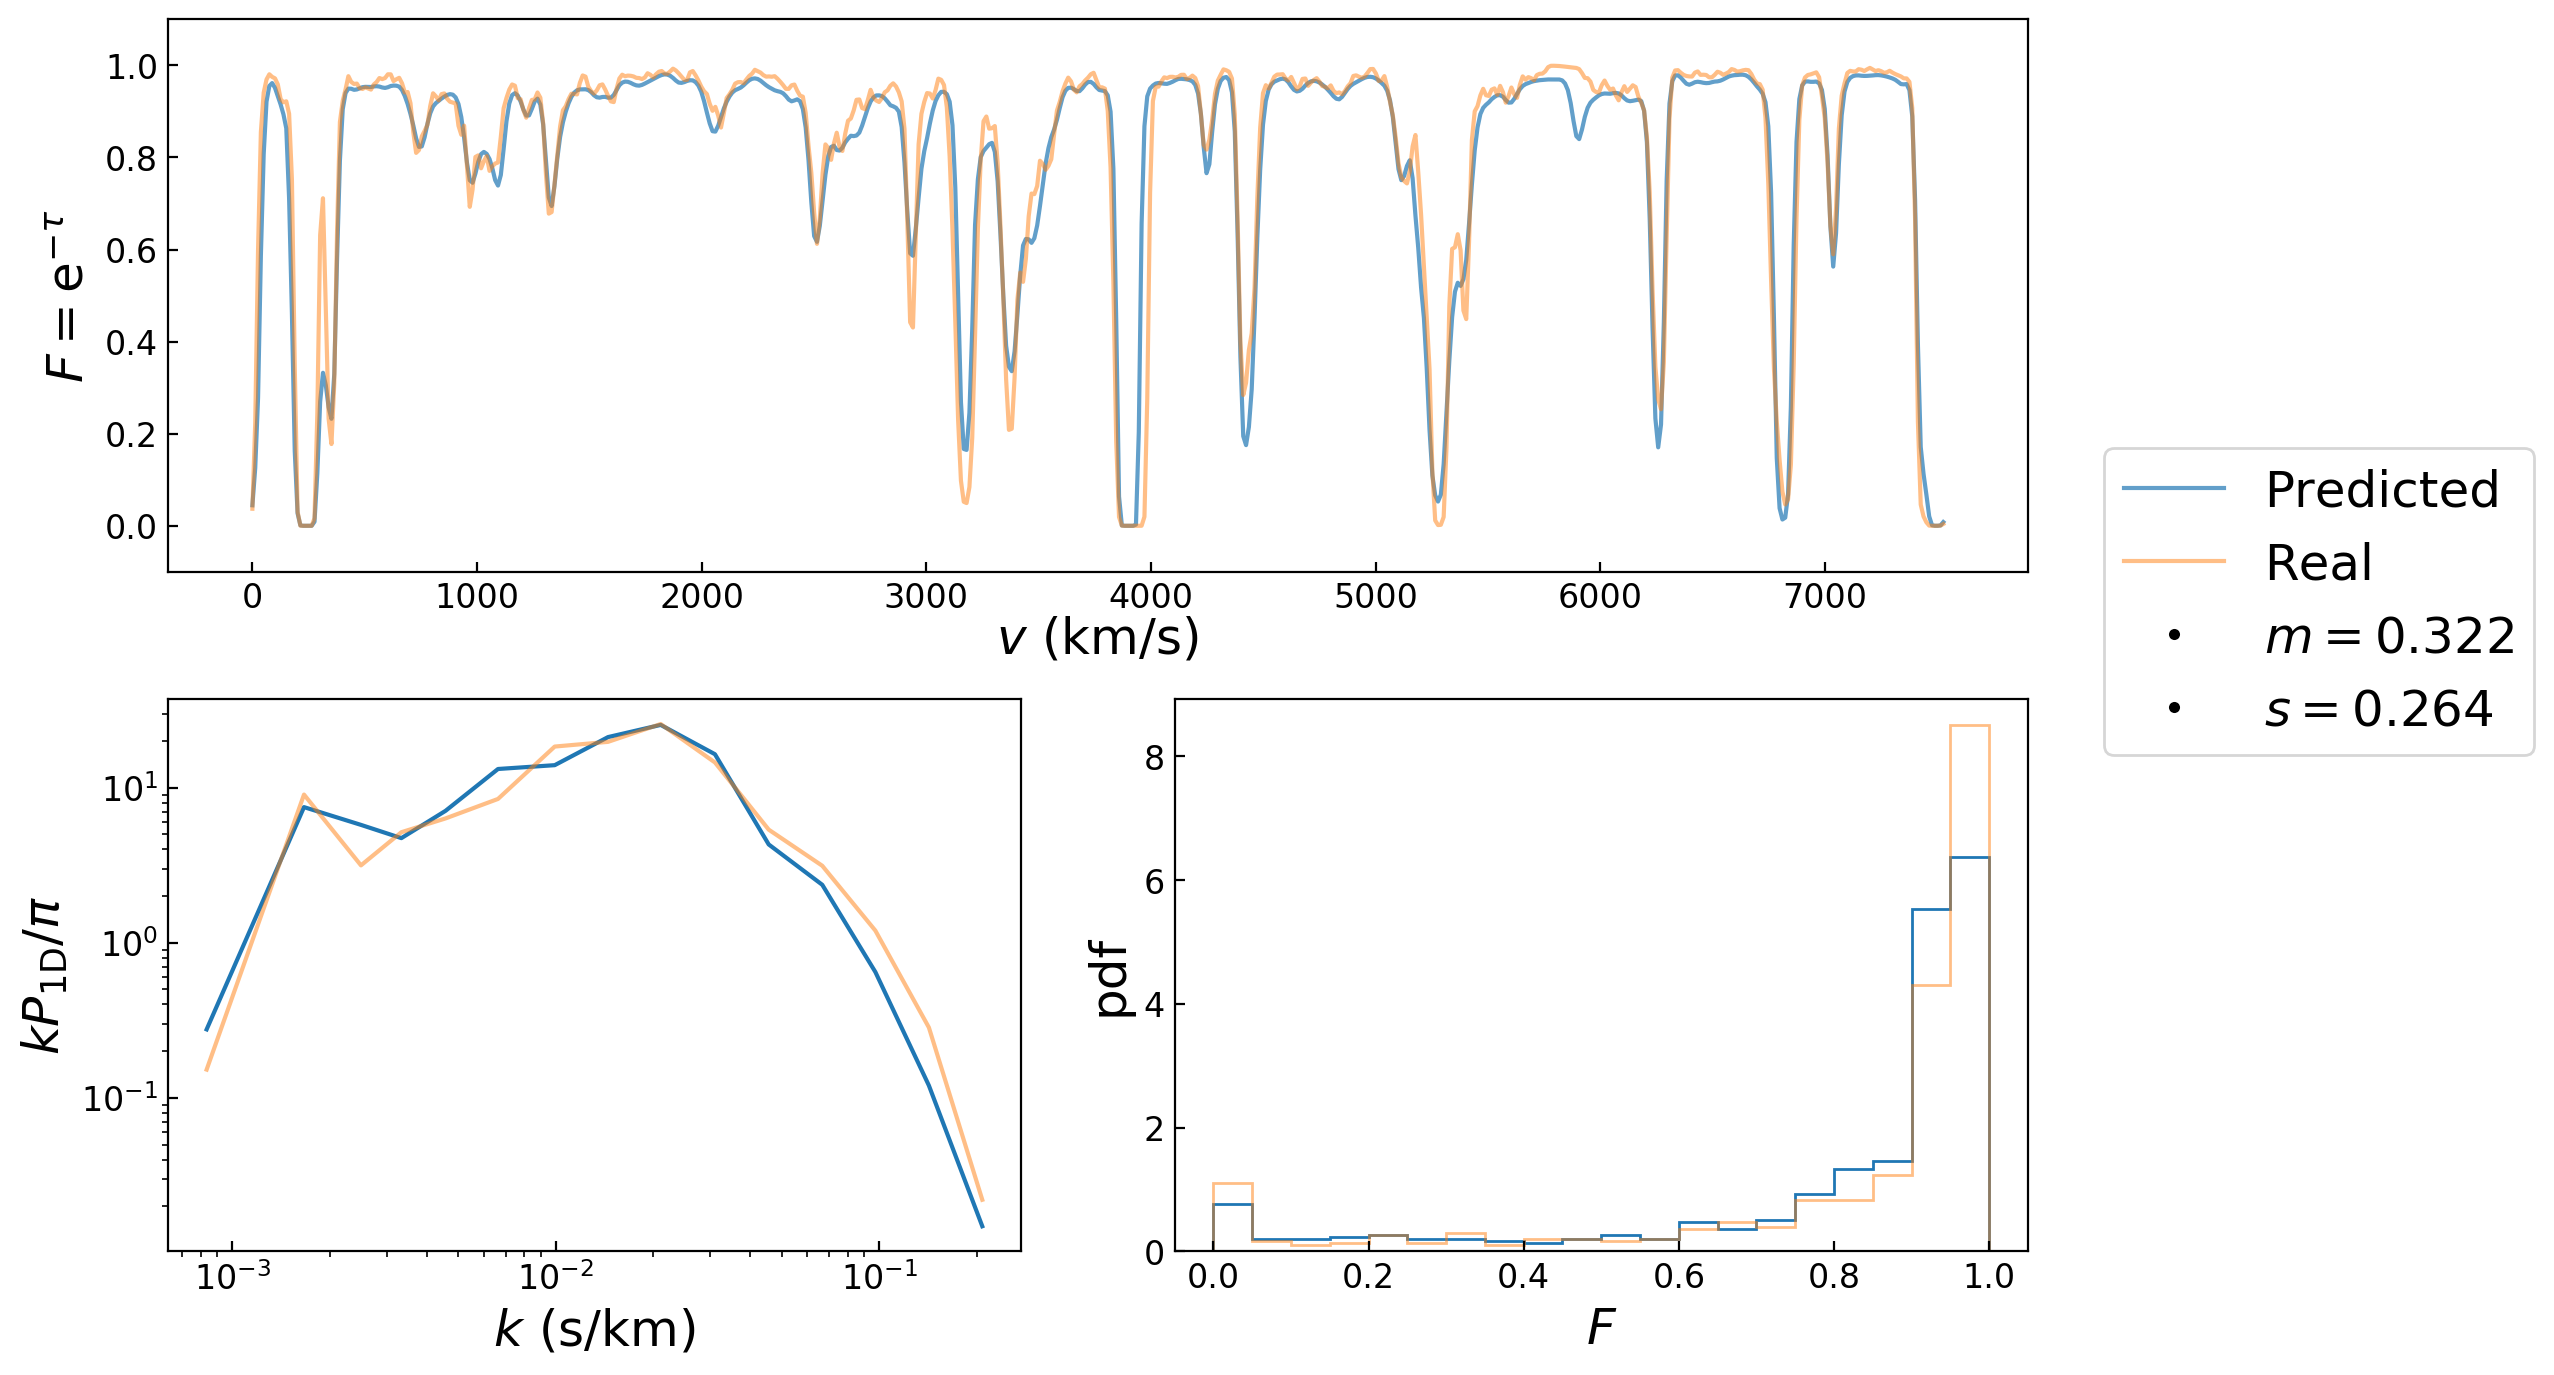 1.0
0.8
0.6
0.4
0.2
0.0
F = e^{−τ}
0 1000 2000 3000 4000 5000 6000 7000
v (km/s)
Predicted
Real
m = 0.322
s = 0.264
10^1
10^0
10^{−1}
kP_{1D}/π
10^{−3} 10^{−2} 10^{−1}
k (s/km)
8
6
4
2
0
pdf
0.0 0.2 0.4 0.6 0.8 1.0
F